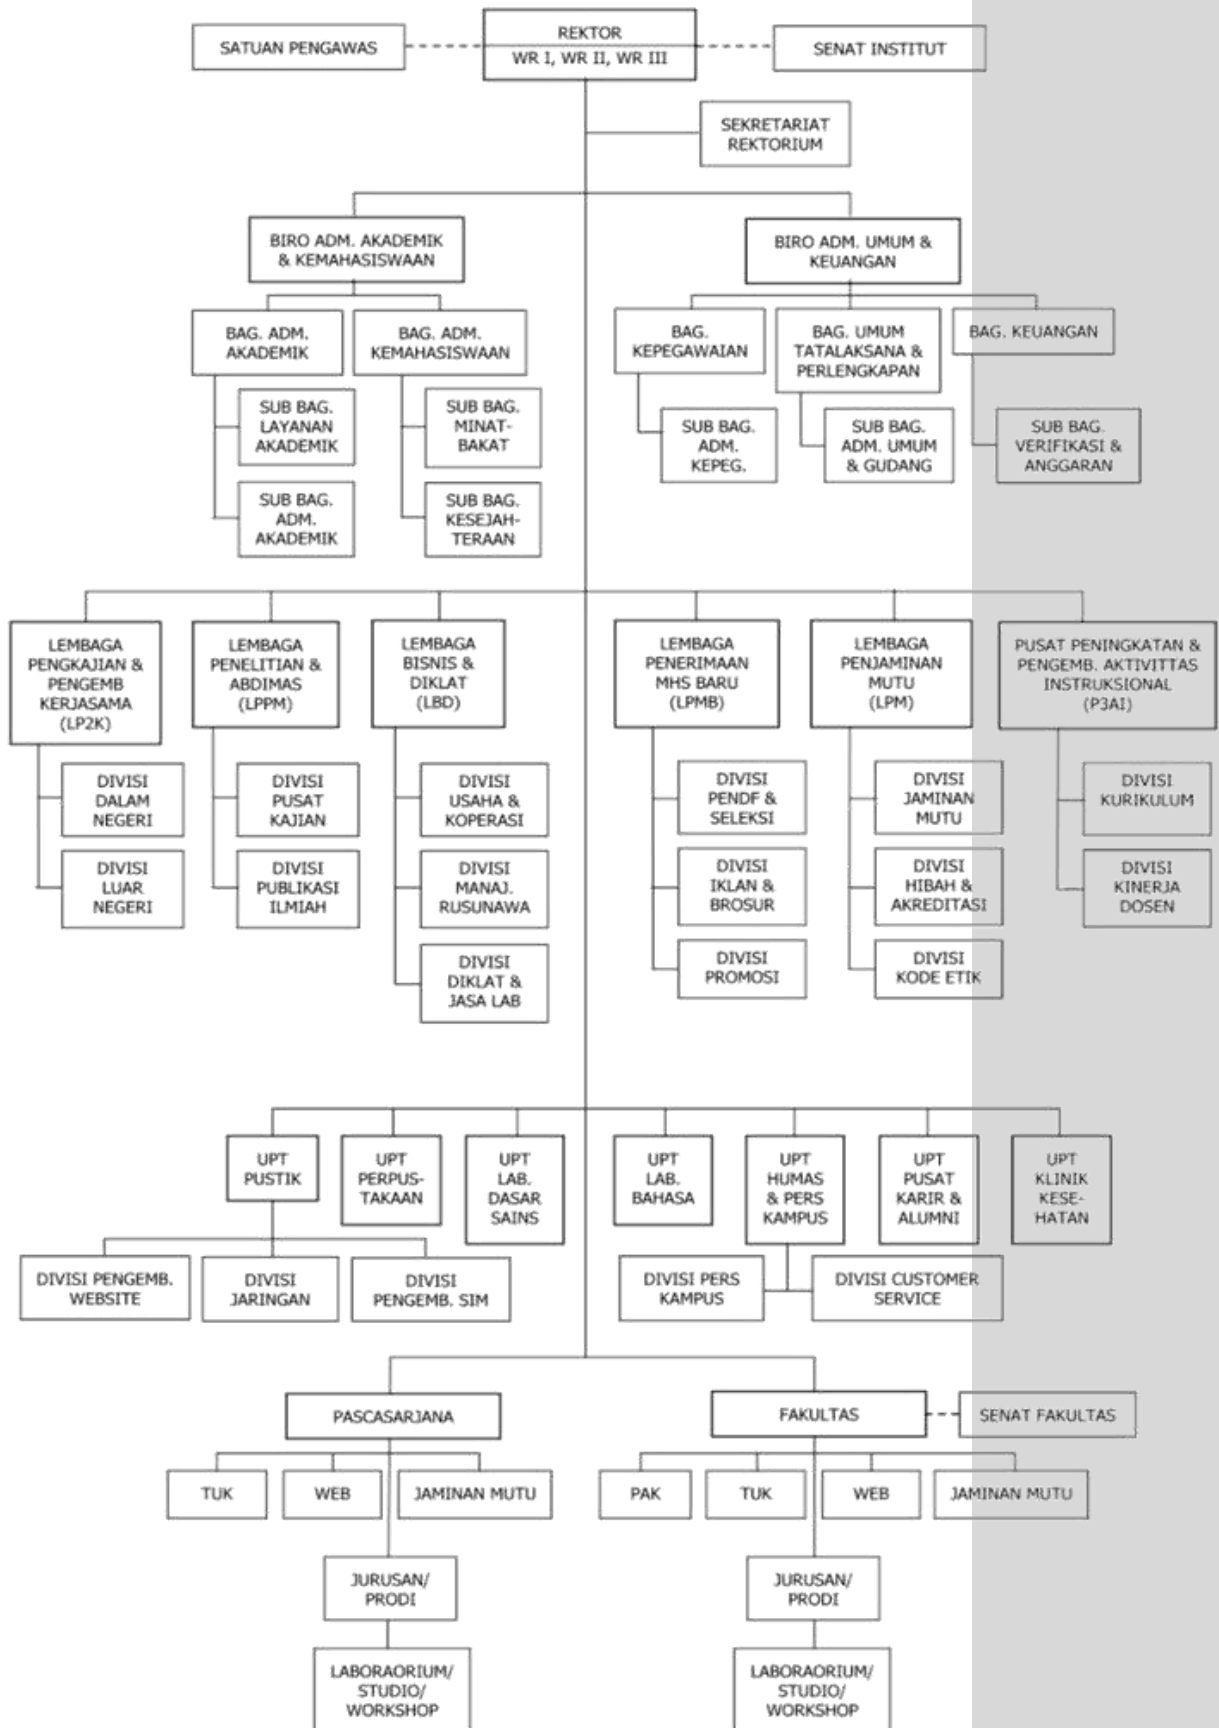 SATUAN PENGAWAS
REKTOR
WR I, WR II, WR III
SENAT INSTITUT
SEKRETARIAT
REKTORIUM
BIRO ADM. AKADEMIK
& KEMAHASISWAAN
BIRO ADM. UMUM &
KEUANGAN
BAG. ADM.
AKADEMIK
BAG. ADM.
KEMAHASISWAAN
BAG.
KEPEGAWAIAN
BAG. UMUM
TATALAKSANA &
PERLENGKAPAN
BAG. KEUANGAN
SUB BAG.
LAYANAN
AKADEMIK
SUB BAG.
MINAT-
BAKAT
SUB BAG.
ADM.
KEPEG.
SUB BAG.
ADM. UMUM
& GUDANG
SUB BAG.
VERIFIKASI &
ANGGARAN
SUB BAG.
ADM.
AKADEMIK
SUB BAG.
KESEJAH-
TERAAN
LEMBAGA
PENGKAJIAN &
PENGEMB
KERJASAMA
(LP2K)
LEMBAGA
PENELITIAN &
ABDIMAS
(LPPM)
LEMBAGA
BISNIS &
DIKLAT
(LBD)
LEMBAGA
PENERIMAAN
MHS BARU
(LPMB)
LEMBAGA
PENJAMINAN
MUTU
(LPM)
PUSAT PENINGKATAN &
PENGEMB. AKTIVITTAS
INSTRUKSIONAL
(P3AI)
DIVISI
DALAM
NEGERI
DIVISI
PUSAT
KAJIAN
DIVISI
USAHA &
KOPERASI
DIVISI
PENDF &
SELEKSI
DIVISI
JAMINAN
MUTU
DIVISI
KURIKULUM
DIVISI
LUAR
NEGERI
DIVISI
PUBLIKASI
ILMIAH
DIVISI
MANAJ.
RUSUNAWA
DIVISI
IKLAN &
BROSUR
DIVISI
HIBAH &
AKREDITASI
DIVISI
KINERJA
DOSEN
DIVISI
DIKLAT &
JASA LAB
DIVISI
PROMOSI
DIVISI
KODE ETIK
UPT
PUSTIK
UPT
PERPUS-
TAKAAN
UPT
LAB.
DASAR
SAINS
UPT
LAB.
BAHASA
UPT
HUMAS
& PERS
KAMPUS
UPT
PUSAT
KARIR &
ALUMNI
UPT
KLINIK
KESE-
HATAN
DIVISI PENGEMB.
WEBSITE
DIVISI
JARINGAN
DIVISI
PENGEMB. SIM
DIVISI PERS
KAMPUS
DIVISI CUSTOMER
SERVICE
PASCASARJANA
FAKULTAS
SENAT FAKULTAS
TUK
WEB
JAMINAN MUTU
PAK
TUK
WEB
JAMINAN MUTU
JURUSAN/
PRODI
JURUSAN/
PRODI
LABORAORIUM/
STUDIO/
WORKSHOP
LABORAORIUM/
STUDIO/
WORKSHOP